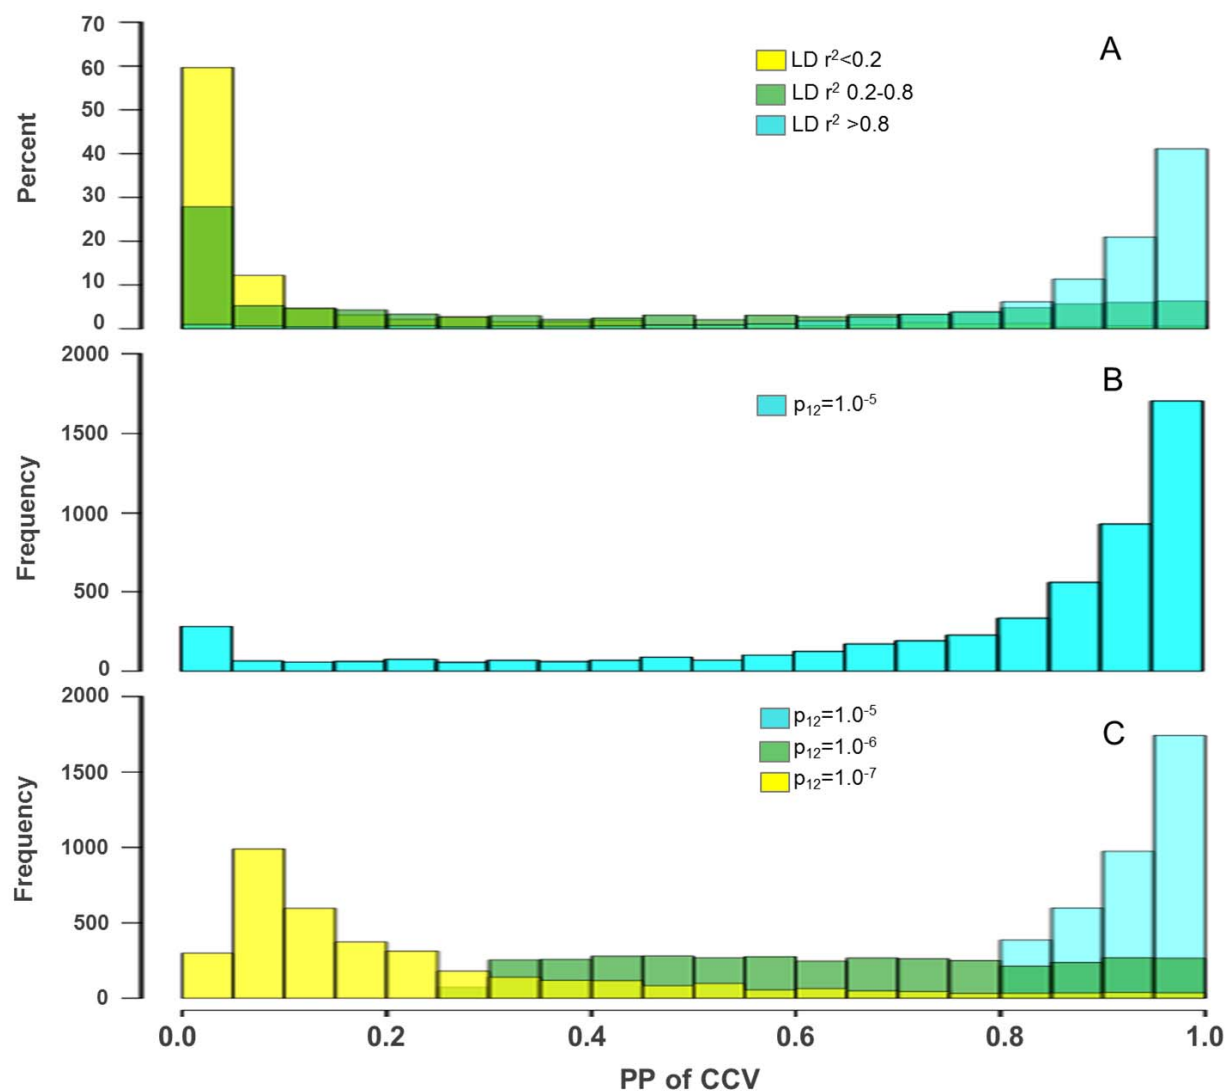 A
70
60
50
40
30
20
10
0
Percent
LD r²<0.2
LD r² 0.2-0.8
LD r² >0.8
B
2000
1500
1000
500
0
Frequency
p₁₂=1.0⁻⁵
C
2000
1500
1000
500
0
Frequency
p₁₂=1.0⁻⁵
p₁₂=1.0⁻⁶
p₁₂=1.0⁻⁷
0.0 0.2 0.4 0.6 0.8 1.0
PP of CCV